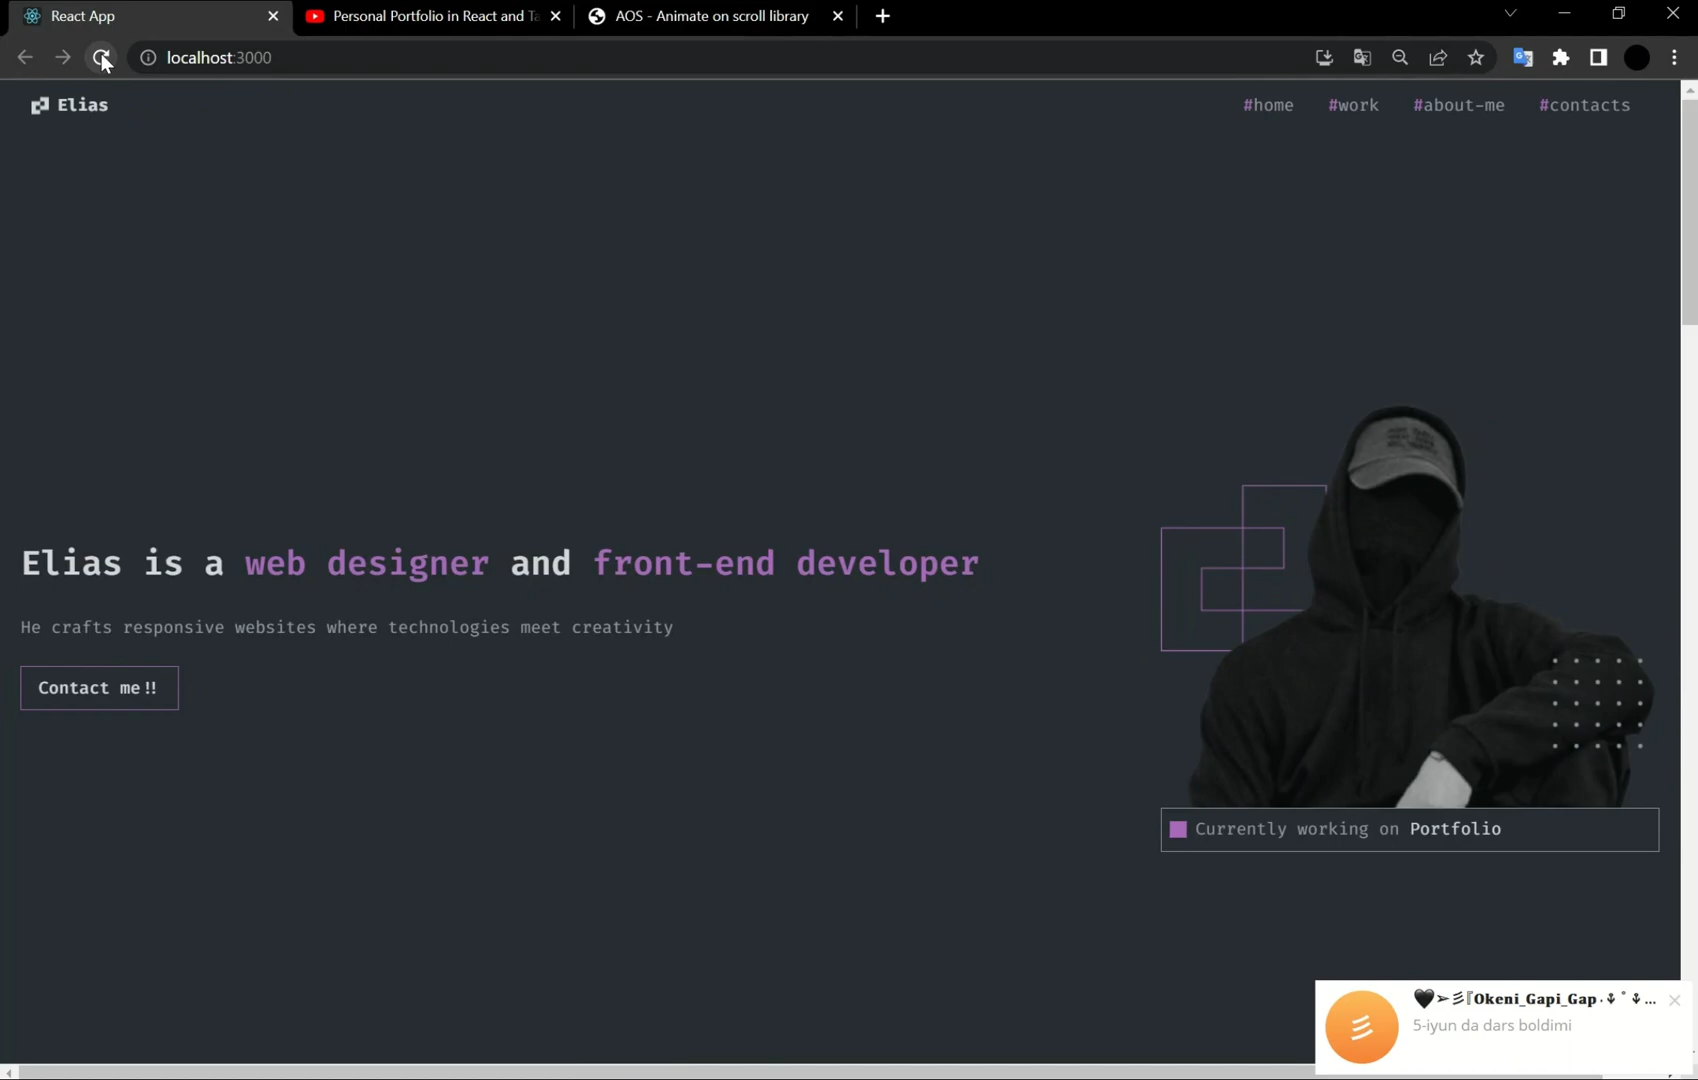 React App
Personal Portfolio in React and Ta
AOS - Animate on scroll library
localhost:3000
Elias
#home #work #about-me #contacts
Elias is a web designer and front-end developer
He crafts responsive websites where technologies meet creativity
Contact me!!
Currently working on Portfolio
🖤➢彡『Okeni_Gapi_Gap·⚘˚⚘...
5-iyun da dars boldimi